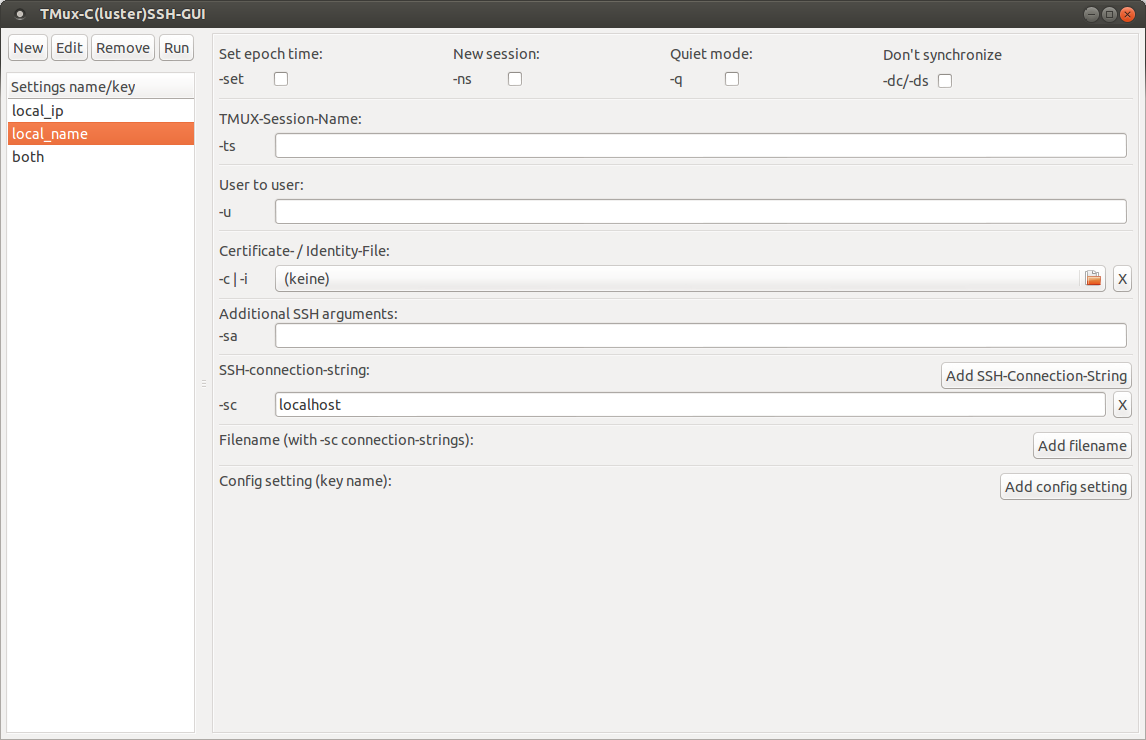 TMux-C(luster)SSH-GUI
New Edit Remove Run
Settings name/key
local_ip
local_name
both
Set epoch time: New session: Quiet mode: Don't synchronize
-set -ns -q -dc/-ds
TMUX-Session-Name:
-ts
User to user:
-u
Certificate- / Identity-File:
-c | -i (keine) X
Additional SSH arguments:
-sa
SSH-connection-string: Add SSH-Connection-String
-sc localhost X
Filename (with -sc connection-strings): Add filename
Config setting (key name): Add config setting